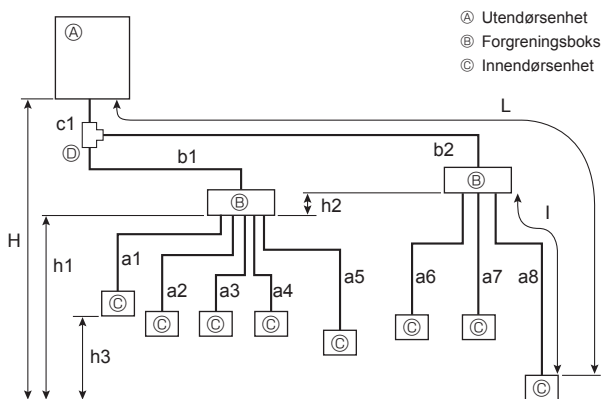 Ⓐ
Ⓐ Utendørsenhet
Ⓑ Forgreningsboks
Ⓒ Innendørsenhet
L
c1
Ⓓ
b1
b2
Ⓑ
Ⓑ
h2
l
H
h1
a1
a2
a3
a4
a5
a6
a7
a8
Ⓒ
Ⓒ
Ⓒ
Ⓒ
Ⓒ
Ⓒ
Ⓒ
h3
Ⓒ